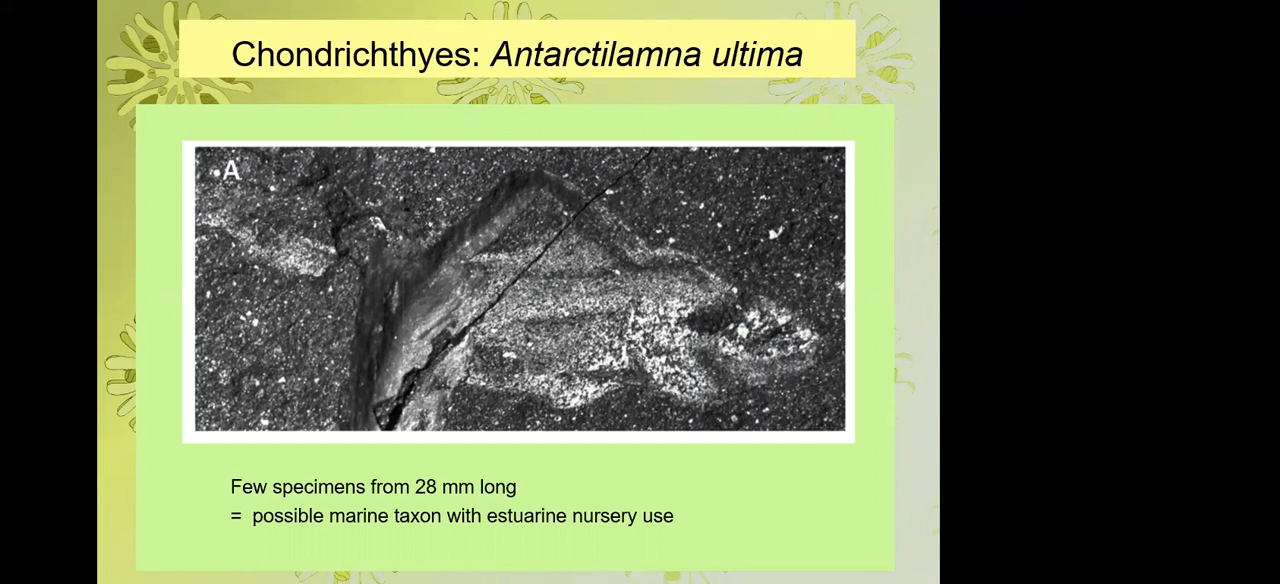 Chondrichthyes: Antarctilamna ultima
A
Few specimens from 28 mm long
= possible marine taxon with estuarine nursery use